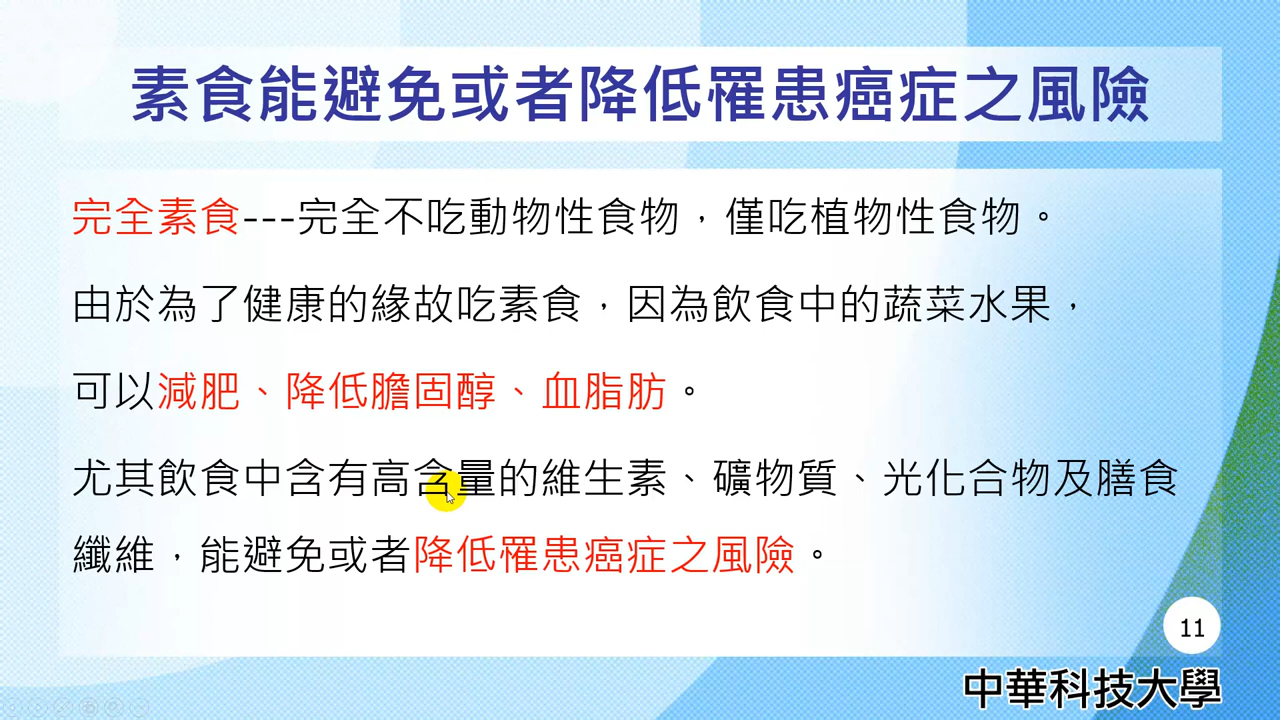 素食能避免或者降低罹患癌症之風險
完全素食---完全不吃動物性食物，僅吃植物性食物。
由於為了健康的緣故吃素食，因為飲食中的蔬菜水果，
可以減肥、降低膽固醇、血脂肪。
尤其飲食中含有高含量的維生素、礦物質、光化合物及膳食
纖維，能避免或者降低罹患癌症之風險。
11
中華科技大學